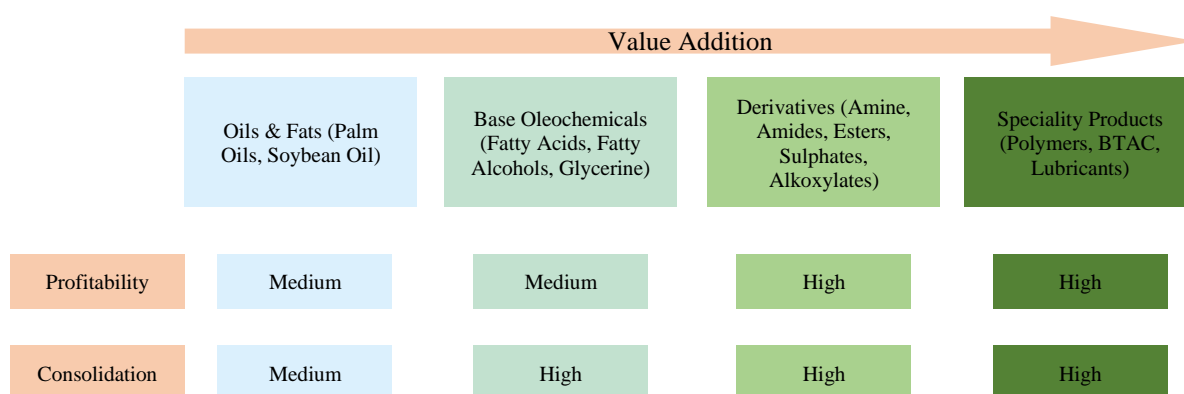 Value Addition
Oils & Fats (Palm
Oils, Soybean Oil)
Base Oleochemicals
(Fatty Acids, Fatty
Alcohols, Glycerine)
Derivatives (Amine,
Amides, Esters,
Sulphates,
Alkoxylates)
Speciality Products
(Polymers, BTAC,
Lubricants)
Profitability
Medium
Medium
High
High
Consolidation
Medium
High
High
High